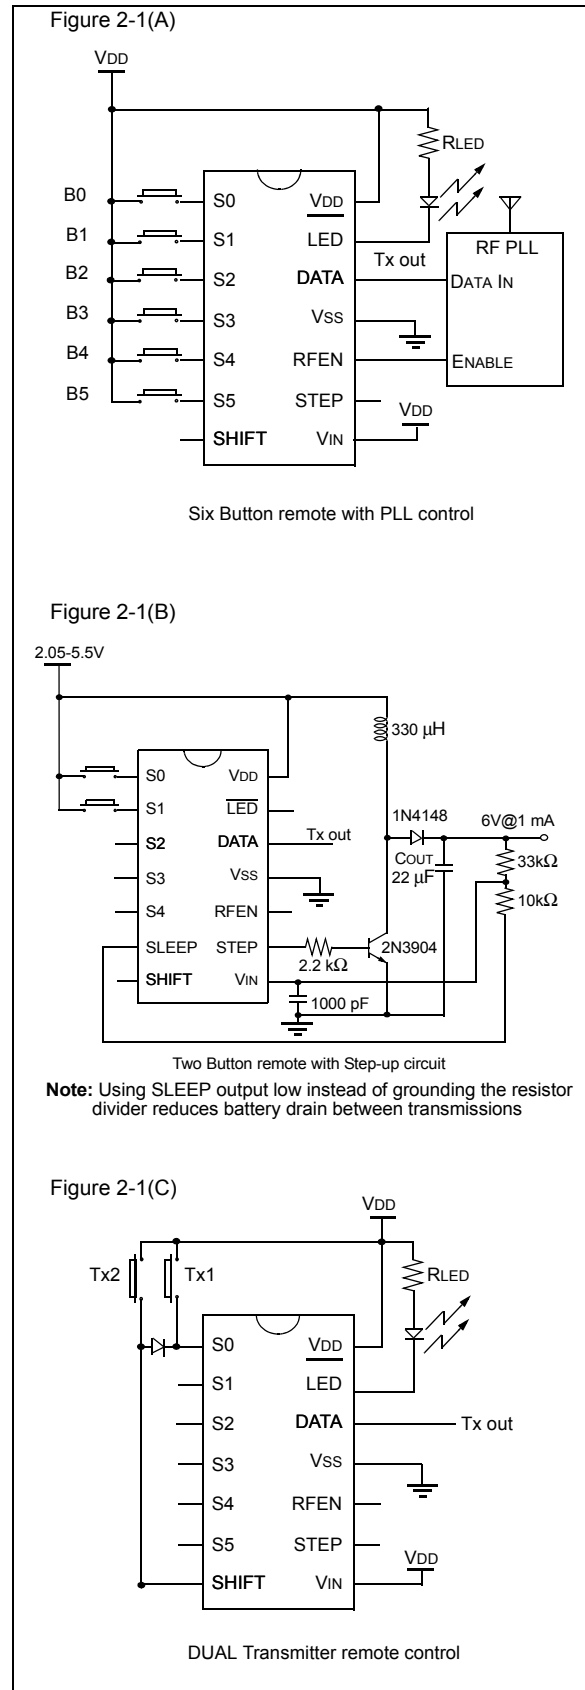 Figure 2-1(A)
VDD
RLED
B0
S0
VDD
B1
S1
LED
Tx out
RF PLL
B2
S2
DATA
DATA IN
B3
S3
VSS
B4
S4
RFEN
ENABLE
B5
S5
STEP
VDD
SHIFT
VIN
Six Button remote with PLL control
Figure 2-1(B)
2.05-5.5V
330 µH
S0
VDD
S1
LED
1N4148
6V@1 mA
S2
DATA
Tx out
COUT
22 µF
33kΩ
S3
VSS
10kΩ
S4
RFEN
SLEEP
STEP
2.2 kΩ
2N3904
SHIFT
VIN
1000 pF
Two Button remote with Step-up circuit
Note: Using SLEEP output low instead of grounding the resistor
divider reduces battery drain between transmissions
Figure 2-1(C)
VDD
Tx2
Tx1
RLED
S0
VDD
S1
LED
S2
DATA
Tx out
S3
VSS
S4
RFEN
S5
STEP
VDD
SHIFT
VIN
DUAL Transmitter remote control